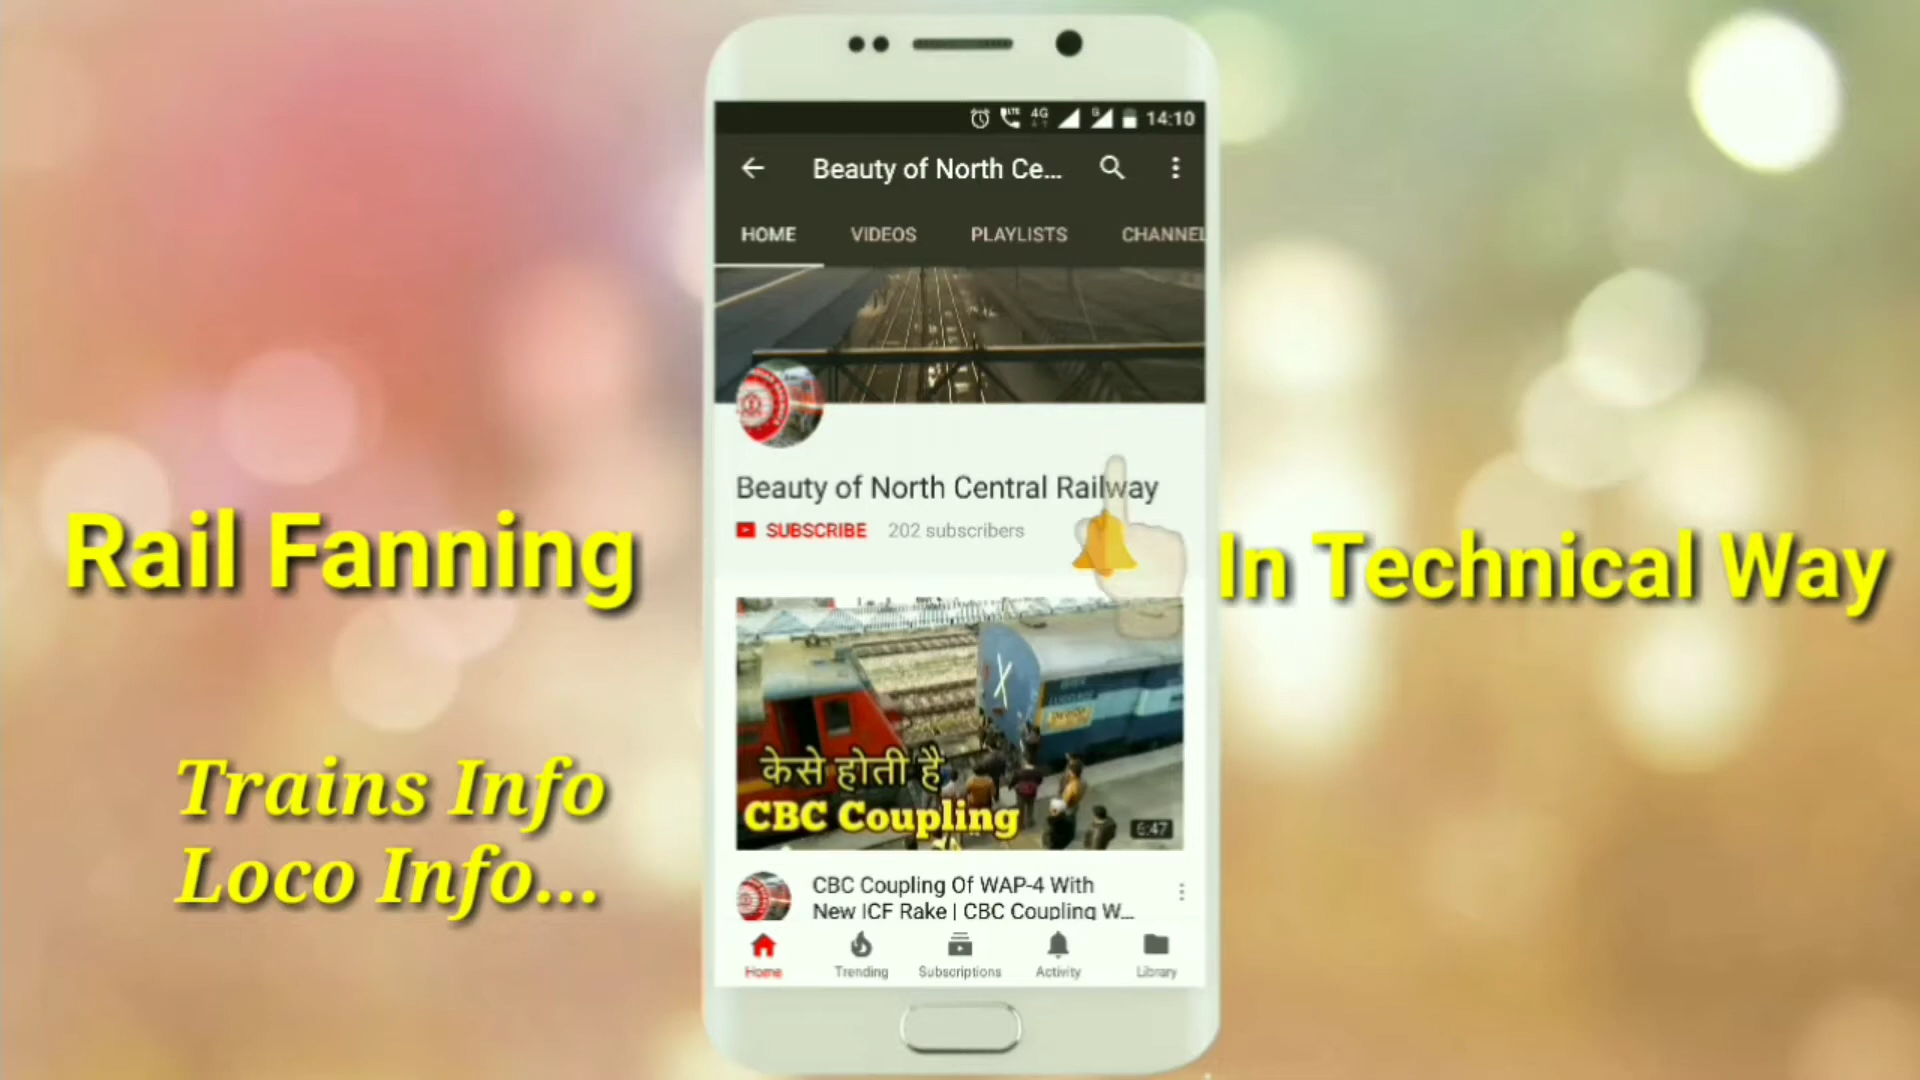 14:10
Beauty of North Ce...
HOME VIDEOS PLAYLISTS CHANNEL
Beauty of North Central Railway
SUBSCRIBE 202 subscribers
Rail Fanning
In Technical Way
केसे होती है
CBC Coupling
6:47
Trains Info
Loco Info...
CBC Coupling Of WAP-4 With
New ICF Rake | CBC Coupling W...
Home Trending Subscriptions Activity Library